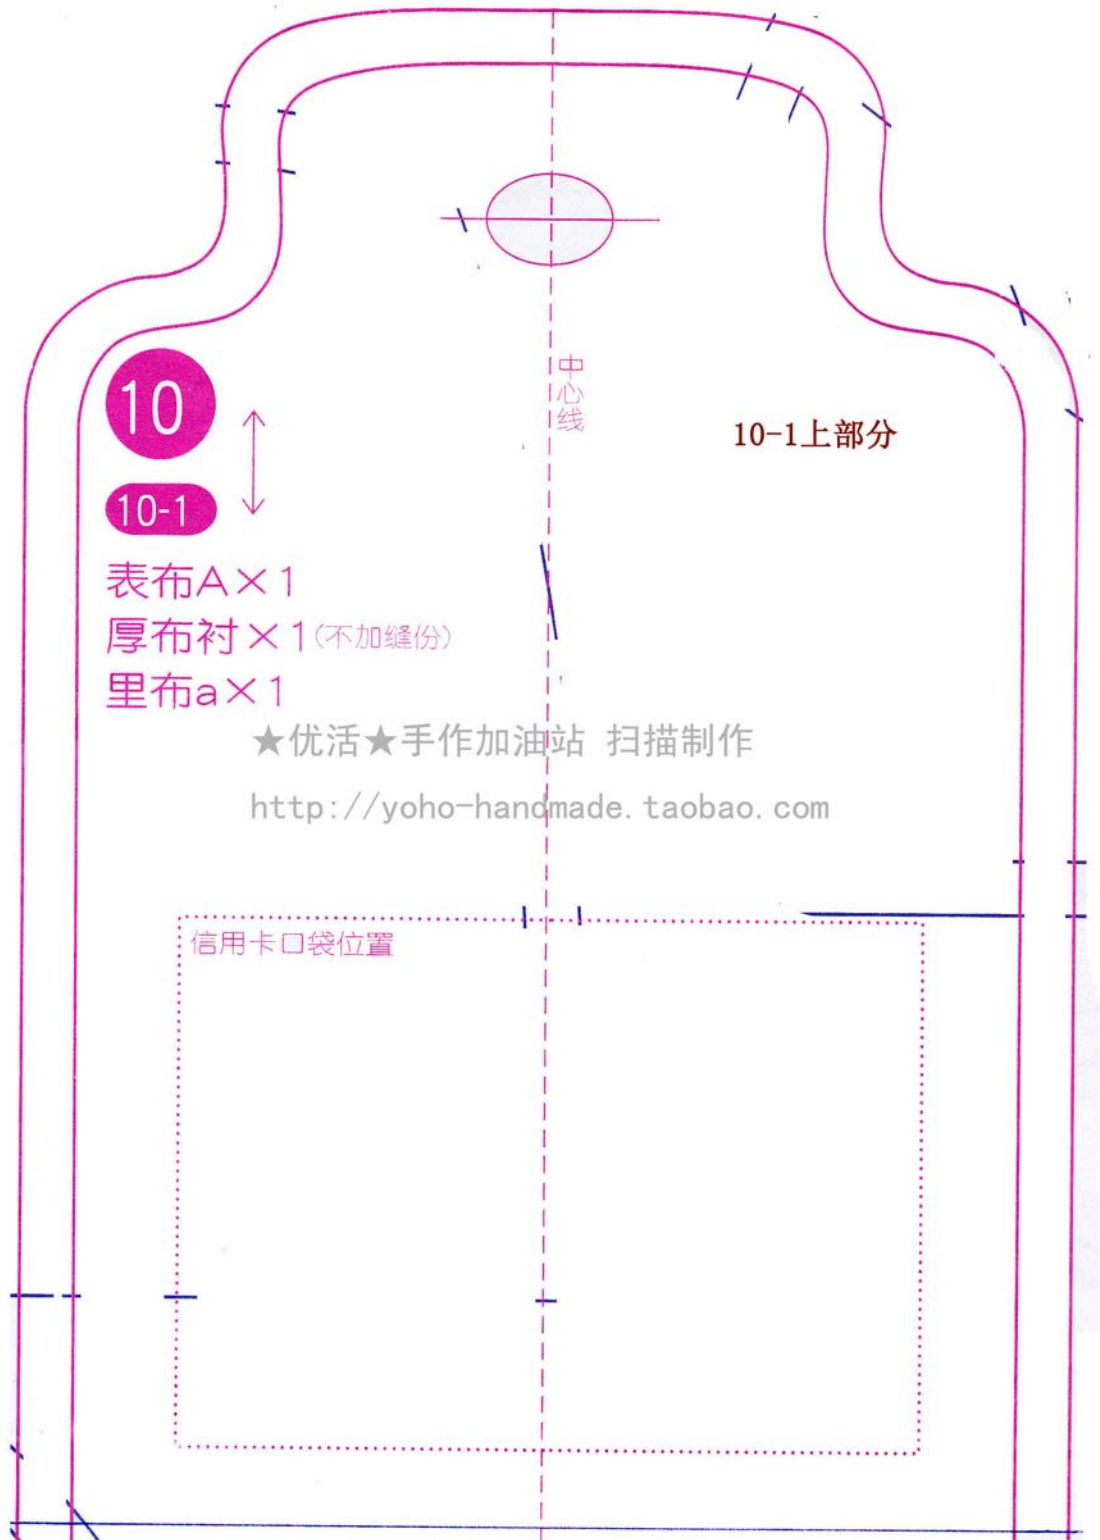 中心线
10
10-1上部分
10-1
表布A×1
厚布衬×1(不加缝份)
里布a×1
★优活★手作加油站 扫描制作
http://yoho-handmade.taobao.com
信用卡口袋位置